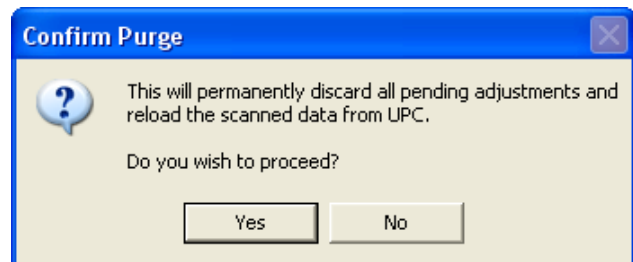 Confirm Purge
This will permanently discard all pending adjustments and
reload the scanned data from UPC.
Do you wish to proceed?
Yes
No